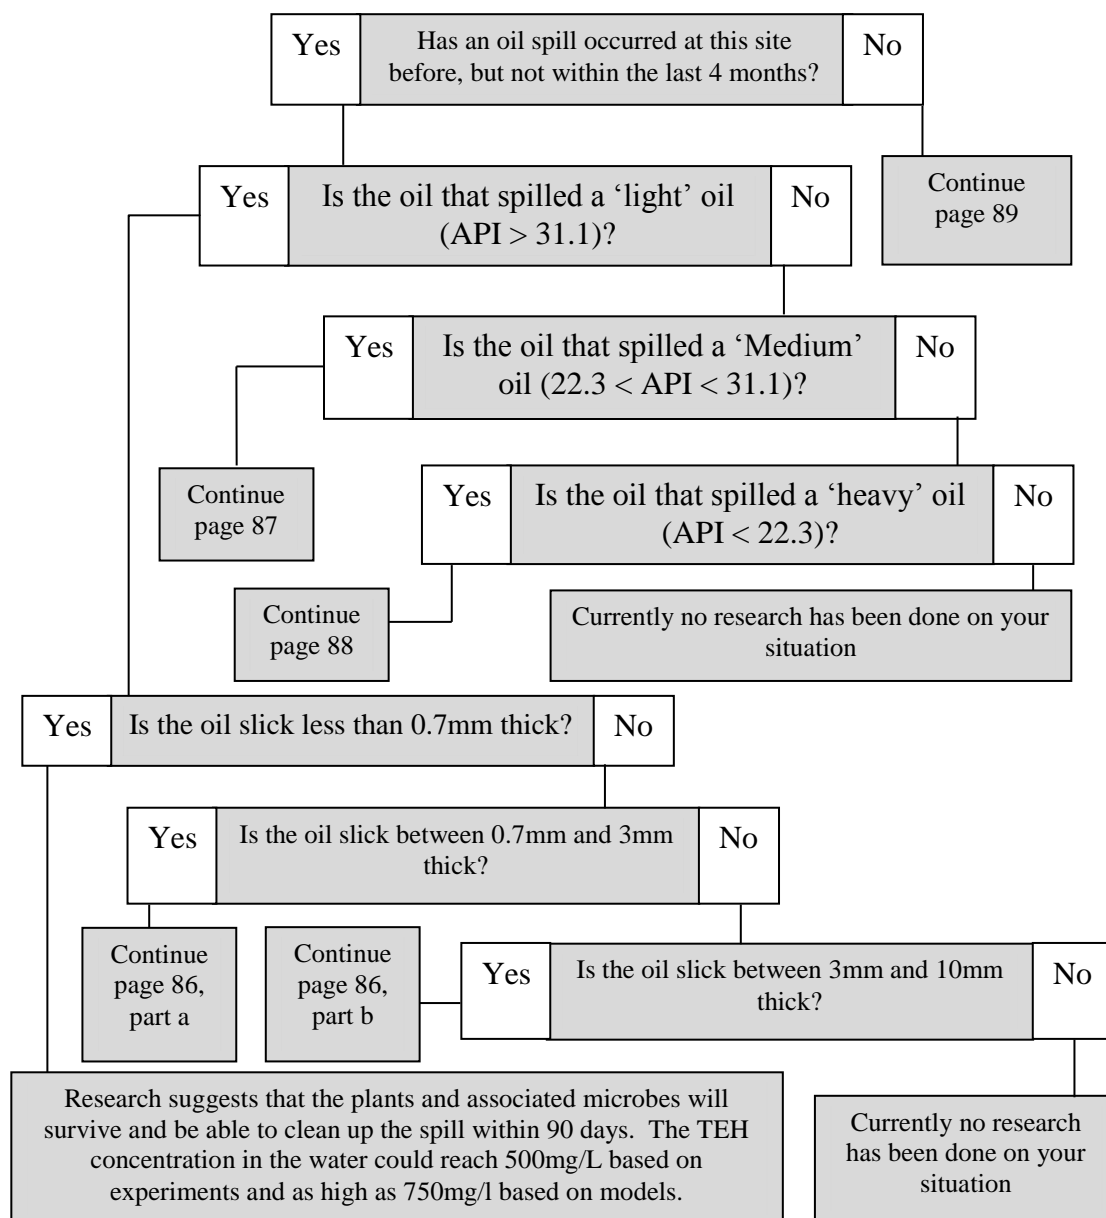 Yes
Has an oil spill occurred at this site
before, but not within the last 4 months?
No
Continue
page 89
Yes
Is the oil that spilled a ‘light’ oil
(API > 31.1)?
No
Yes
Is the oil that spilled a ‘Medium’
oil (22.3 < API < 31.1)?
No
Continue
page 87
Yes
Is the oil that spilled a ‘heavy’ oil
(API < 22.3)?
No
Continue
page 88
Currently no research has been done on your
situation
Yes
Is the oil slick less than 0.7mm thick?
No
Yes
Is the oil slick between 0.7mm and 3mm
thick?
No
Continue
page 86,
part a
Continue
page 86,
part b
Yes
Is the oil slick between 3mm and 10mm
thick?
No
Research suggests that the plants and associated microbes will
survive and be able to clean up the spill within 90 days.  The TEH
concentration in the water could reach 500mg/L based on
experiments and as high as 750mg/l based on models.
Currently no research
has been done on your
situation